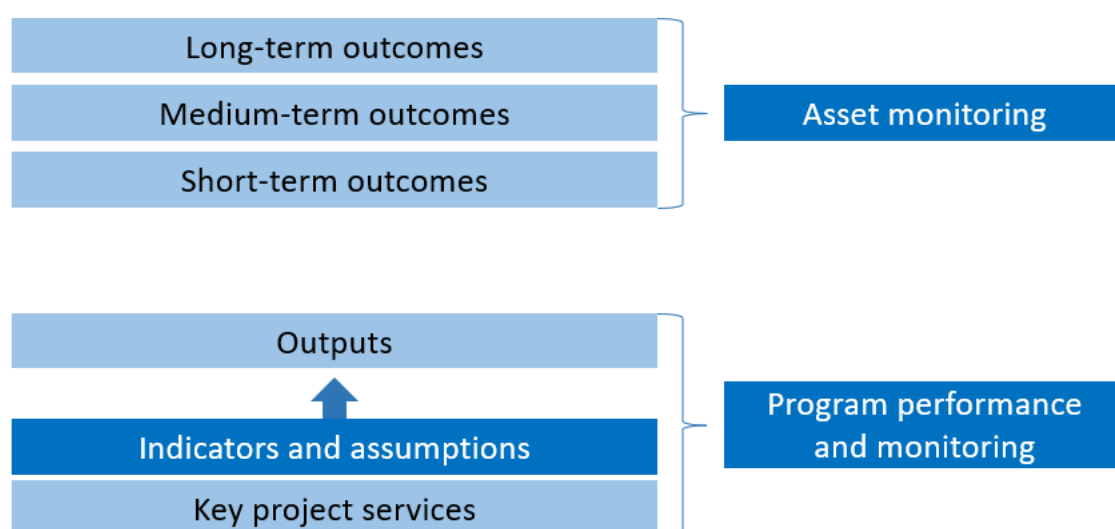 Long-term outcomes
Medium-term outcomes
Short-term outcomes
Asset monitoring
Outputs
Indicators and assumptions
Key project services
Program performance
and monitoring